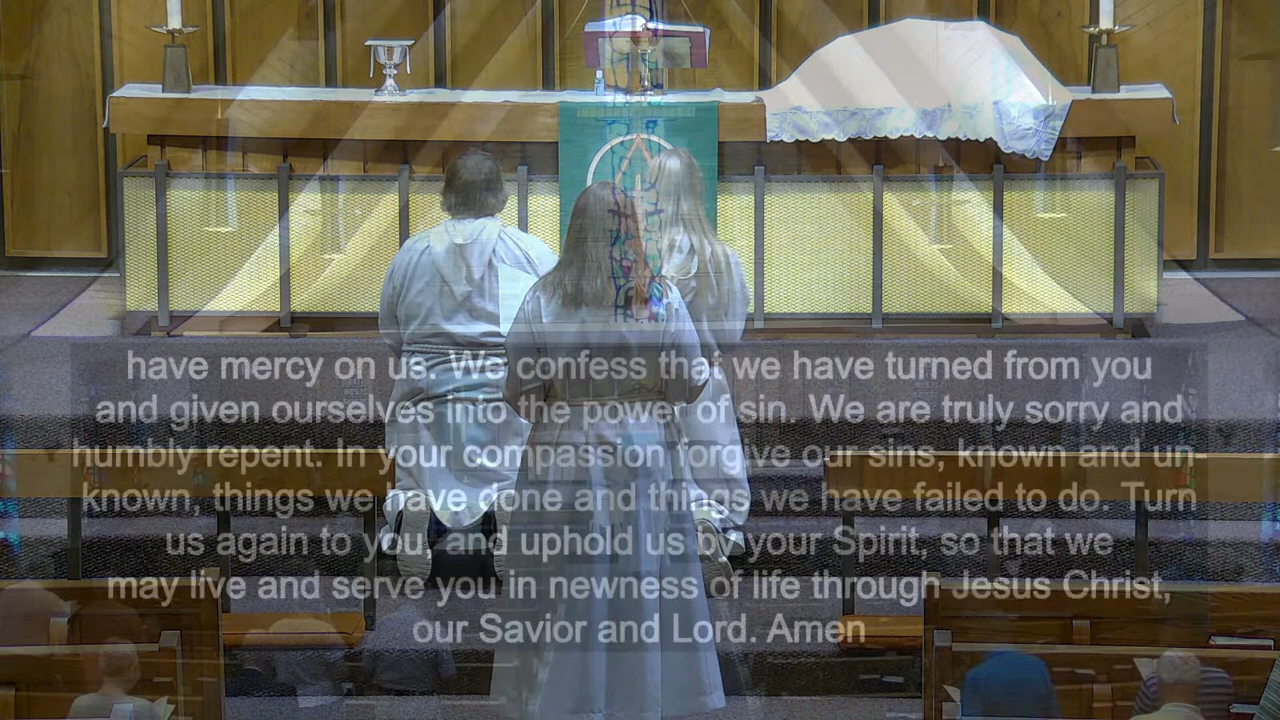 have mercy on us. We confess that we have turned from you
and given ourselves into the power of sin. We are truly sorry and
humbly repent. In your compassion forgive our sins, known and un
known, things we have done and things we have failed to do. Turn
us again to you, and uphold us by your Spirit, so that we
may live and serve you in newness of life through Jesus Christ,
our Savior and Lord. Amen